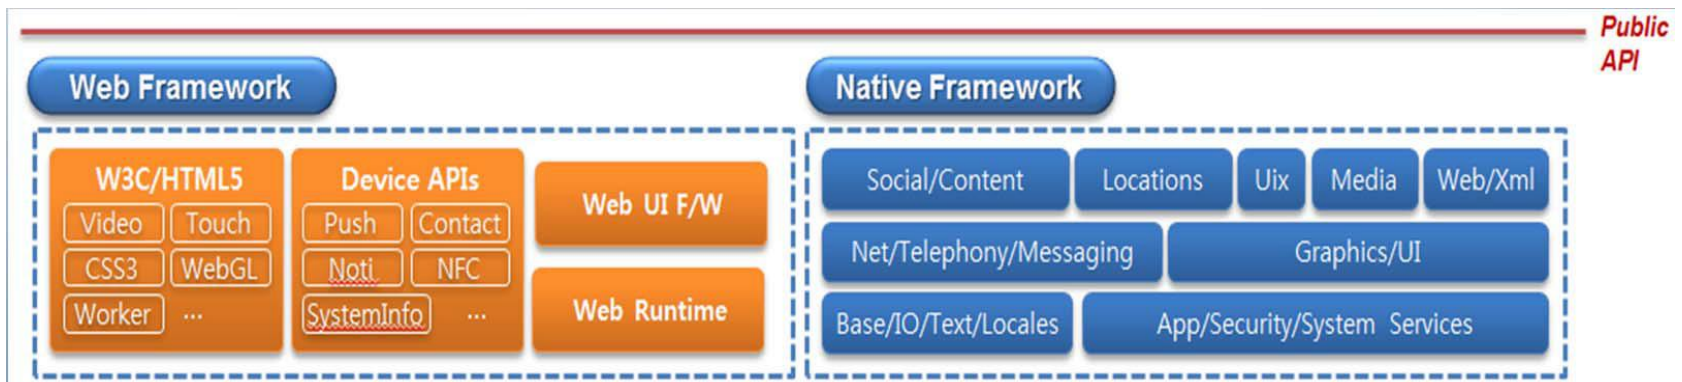 Public
API
Web Framework
W3C/HTML5
Video Touch
CSS3 WebGL
Worker ...
Device APIs
Push Contact
Noti NFC
SystemInfo ...
Web UI F/W
Web Runtime
Native Framework
Social/Content Locations Uix Media Web/Xml
Net/Telephony/Messaging Graphics/UI
Base/IO/Text/Locales App/Security/System Services